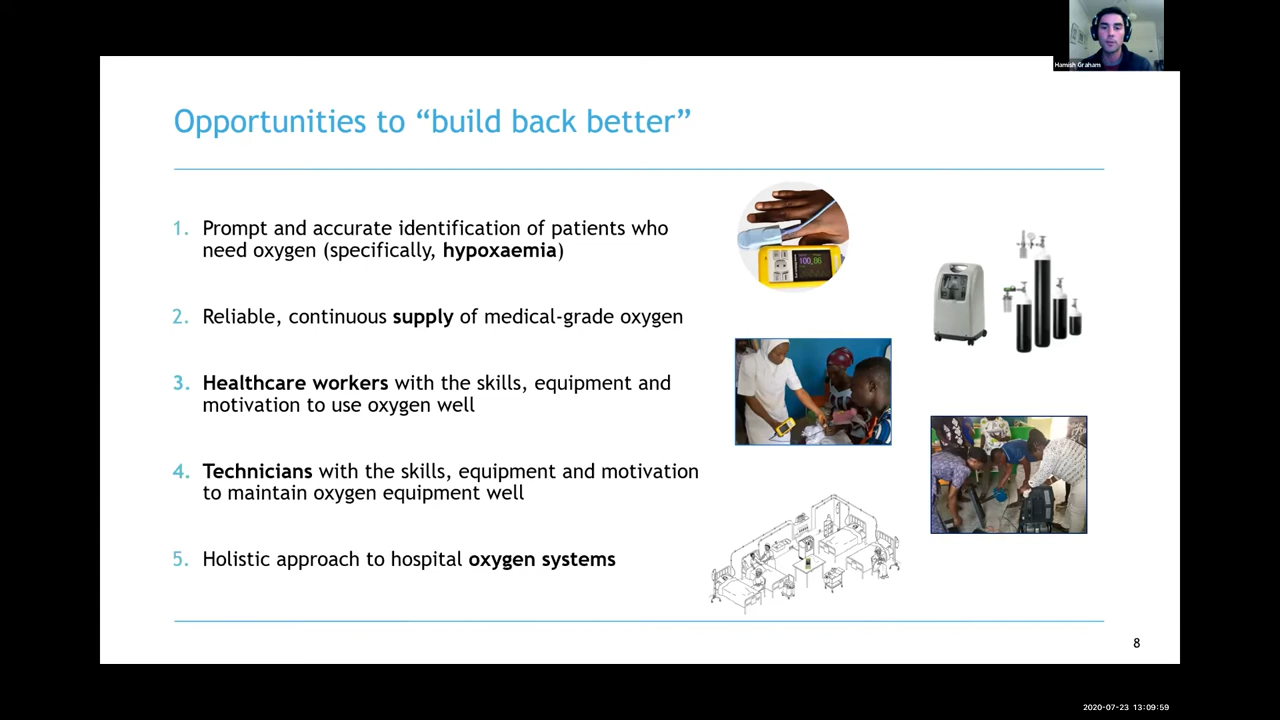 Hamish Graham
Opportunities to “build back better”
1. Prompt and accurate identification of patients who
need oxygen (specifically, hypoxaemia)
2. Reliable, continuous supply of medical-grade oxygen
3. Healthcare workers with the skills, equipment and
motivation to use oxygen well
4. Technicians with the skills, equipment and motivation
to maintain oxygen equipment well
5. Holistic approach to hospital oxygen systems
100 86
8
2020-07-23 13:09:59